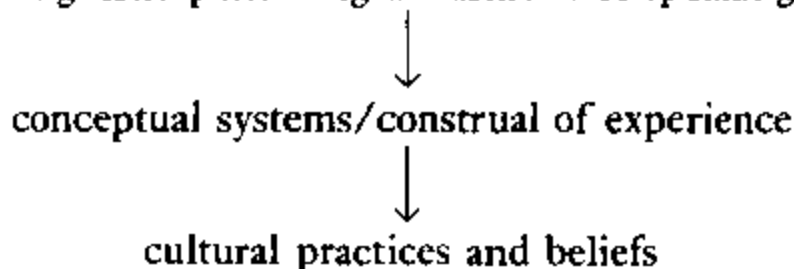 conceptual systems/construal of experience
cultural practices and beliefs